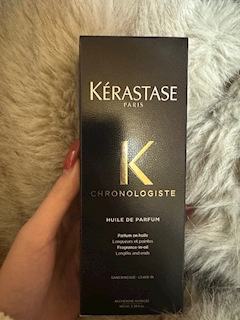 KÉRASTASE
PARIS
K
CHRONOLOGISTE
HUILE DE PARFUM
Parfum en huile
Longueurs et pointes
Fragrance-in-oil
Lengths and ends